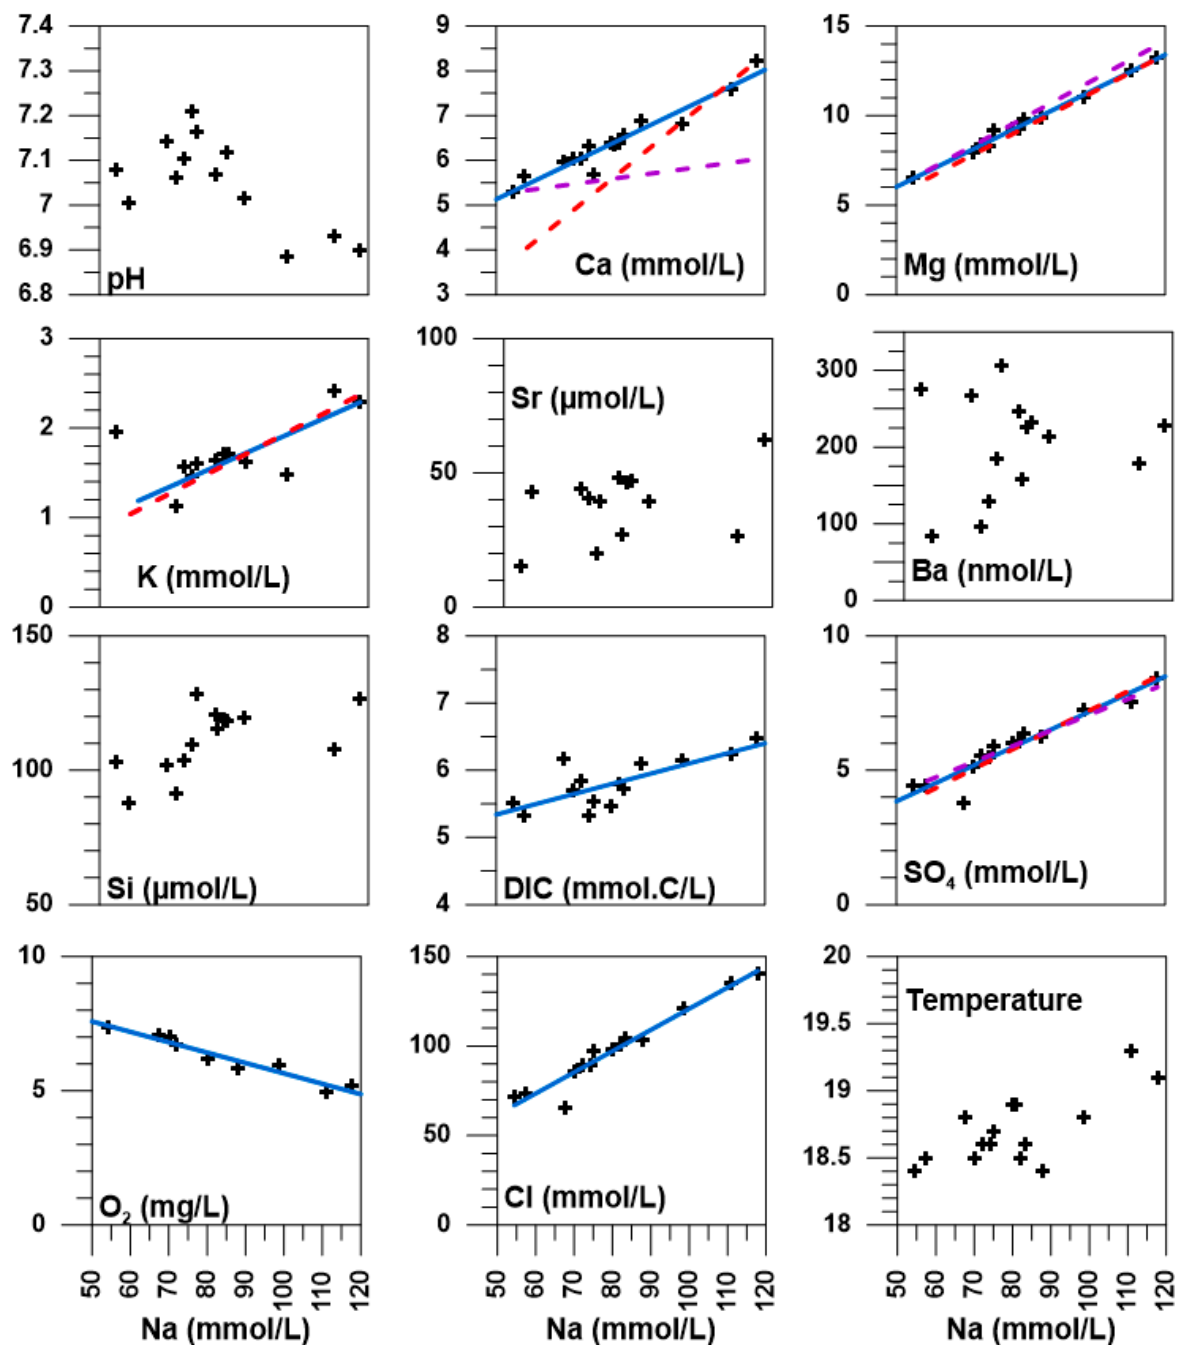 7.4
7.3
7.2
7.1
7
6.9
6.8
pH
9
8
7
6
5
4
3
Ca (mmol/L)
15
10
5
0
Mg (mmol/L)
3
2
1
0
K (mmol/L)
100
50
0
Sr (µmol/L)
300
200
100
0
Ba (nmol/L)
150
100
50
Si (µmol/L)
8
7
6
5
4
DIC (mmol.C/L)
10
5
0
SO₄ (mmol/L)
10
5
0
O₂ (mg/L)
150
100
50
0
Cl (mmol/L)
20
19.5
19
18.5
18
Temperature
50 60 70 80 90 100 110 120
Na (mmol/L)
50 60 70 80 90 100 110 120
Na (mmol/L)
50 60 70 80 90 100 110 120
Na (mmol/L)